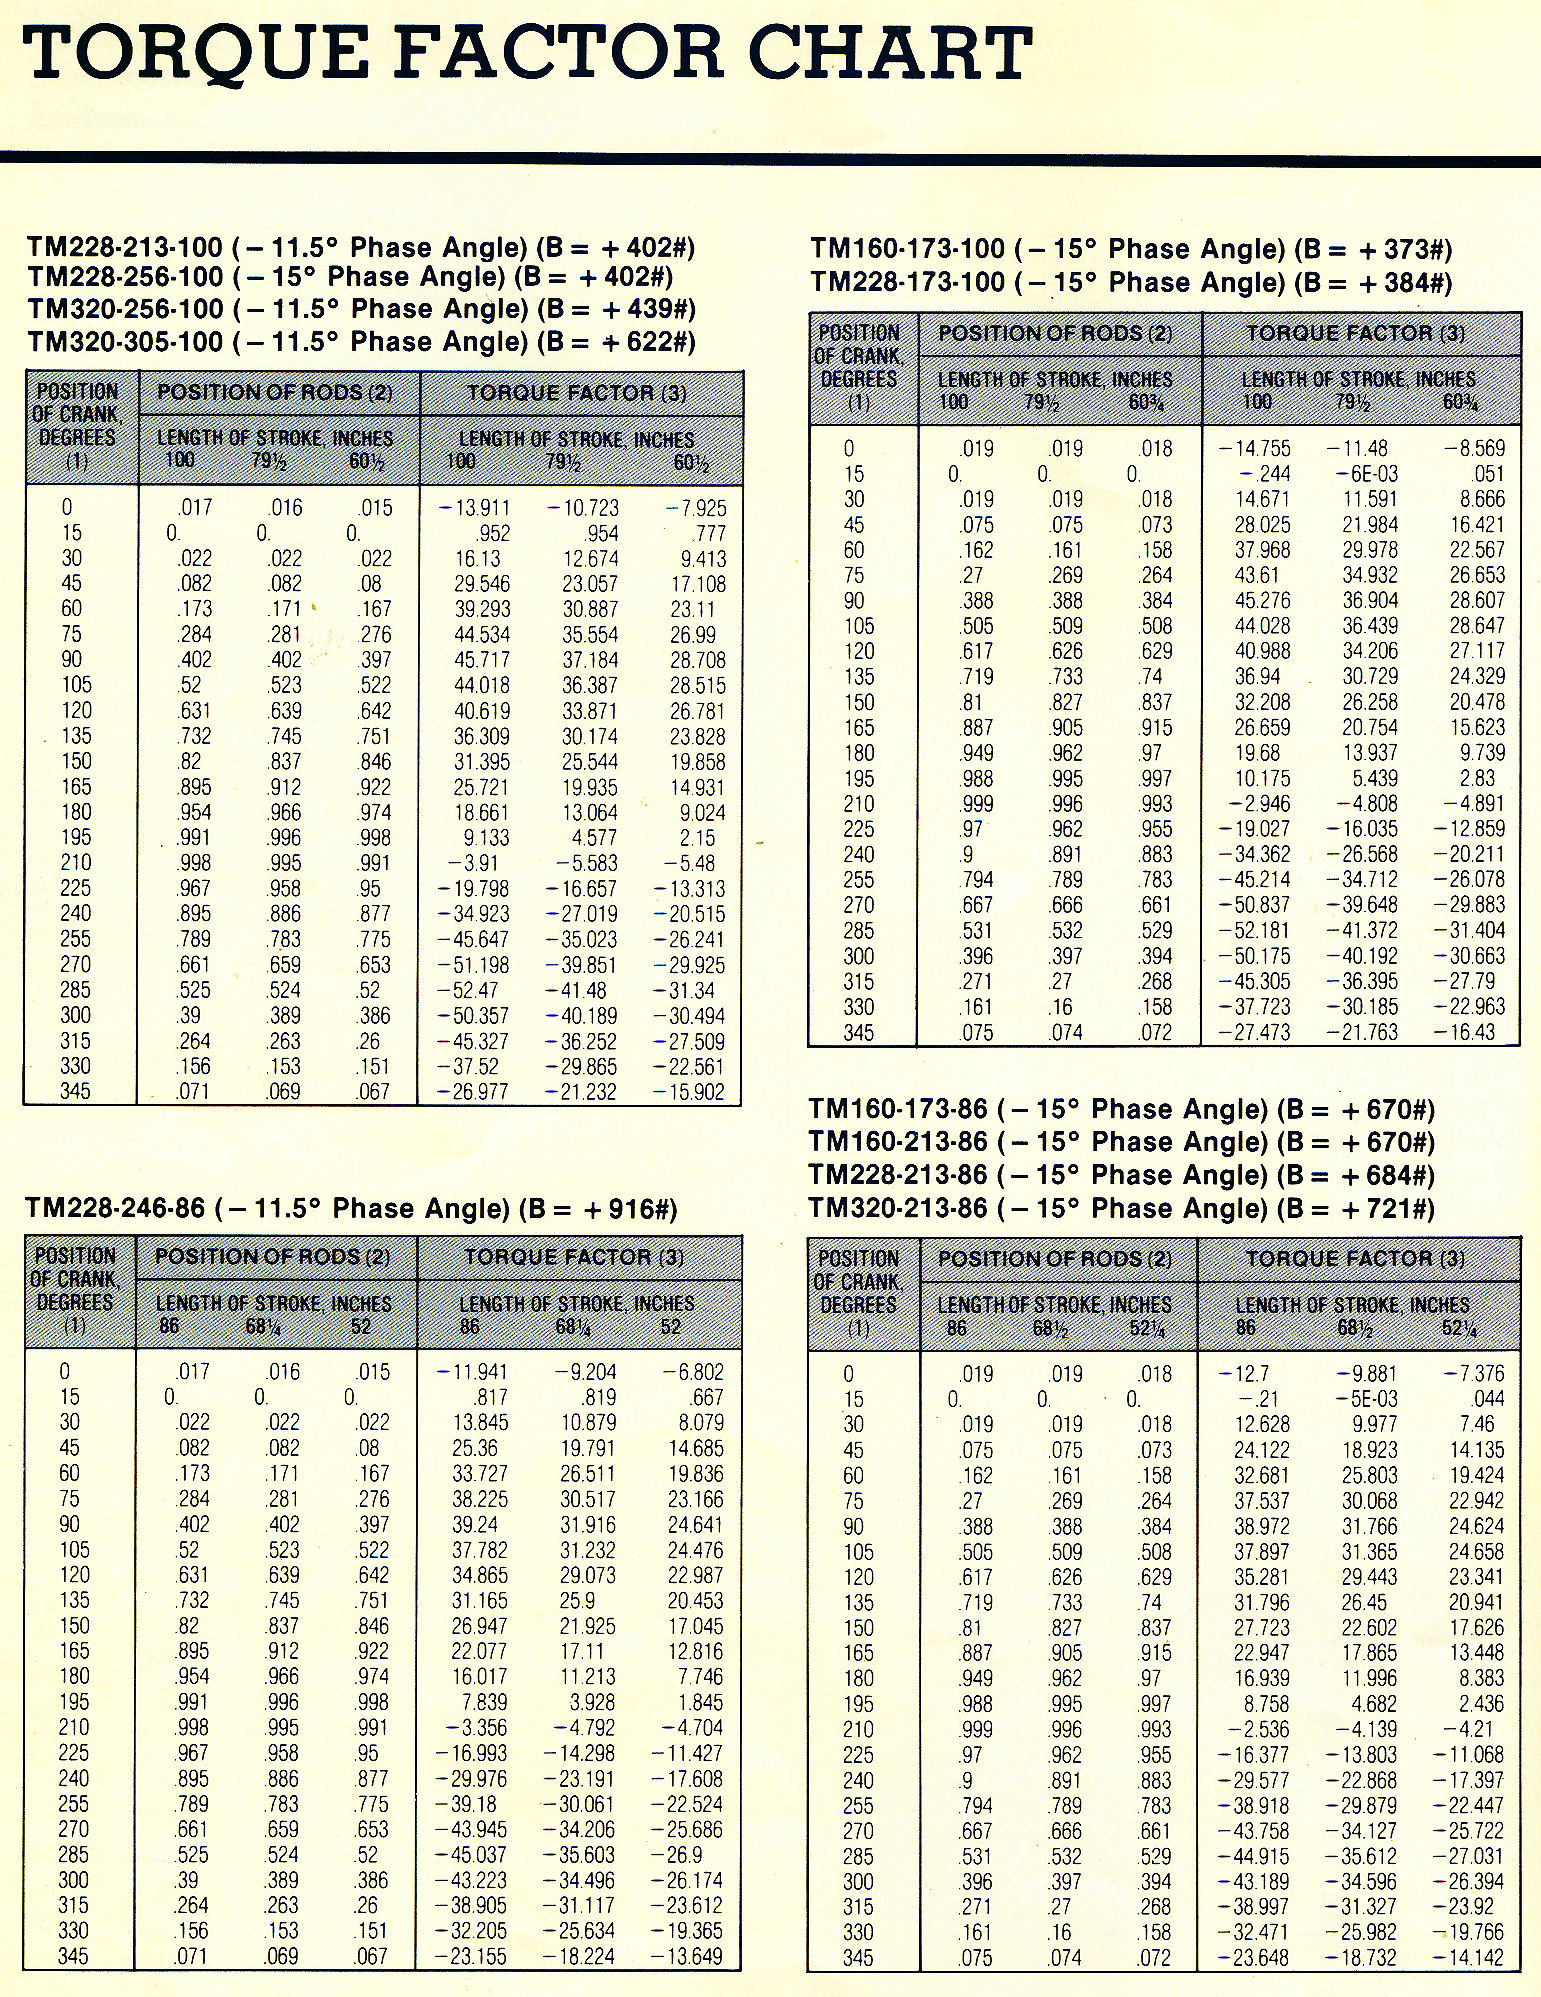 TORQUE FACTOR CHART
TM228-213-100 (– 11.5° Phase Angle) (B = + 402#)
TM228-256-100 (– 15° Phase Angle) (B = + 402#)
TM320-256-100 (– 11.5° Phase Angle) (B = + 439#)
TM320-305-100 (– 11.5° Phase Angle) (B = + 622#)
POSITION OF CRANK, DEGREES (1) POSITION OF RODS (2) TORQUE FACTOR (3)
LENGTH OF STROKE, INCHES LENGTH OF STROKE, INCHES
100 79½ 60½ 100 79½ 60½
0 .017 .016 .015 –13.911 –10.723 –7.925
15 0. 0. 0. .952 .954 .777
30 .022 .022 .022 16.13 12.674 9.413
45 .082 .082 .08 29.546 23.057 17.108
60 .173 .171 .167 39.293 30.887 23.11
75 .284 .281 .276 44.534 35.554 26.99
90 .402 .402 .397 45.717 37.184 28.708
105 .52 .523 .522 44.018 36.387 28.515
120 .631 .639 .642 40.619 33.871 26.781
135 .732 .745 .751 36.309 30.174 23.828
150 .82 .837 .846 31.395 25.544 19.858
165 .895 .912 .922 25.721 19.935 14.931
180 .954 .966 .974 18.661 13.064 9.024
195 .991 .996 .998 9.133 4.577 2.15
210 .998 .995 .991 –3.91 –5.583 –5.48
225 .967 .958 .95 –19.798 –16.657 –13.313
240 .895 .886 .877 –34.923 –27.019 –20.515
255 .789 .783 .775 –45.647 –35.023 –26.241
270 .661 .659 .653 –51.198 –39.851 –29.925
285 .525 .524 .52 –52.47 –41.48 –31.34
300 .39 .389 .386 –50.357 –40.189 –30.494
315 .264 .263 .26 –45.327 –36.252 –27.509
330 .156 .153 .151 –37.52 –29.865 –22.561
345 .071 .069 .067 –26.977 –21.232 –15.902
TM228-246-86 (– 11.5° Phase Angle) (B = + 916#)
POSITION OF CRANK, DEGREES (1) POSITION OF RODS (2) TORQUE FACTOR (3)
LENGTH OF STROKE, INCHES LENGTH OF STROKE, INCHES
86 68¼ 52 86 68¼ 52
0 .017 .016 .015 –11.941 –9.204 –6.802
15 0. 0. 0. .817 .819 .667
30 .022 .022 .022 13.845 10.879 8.079
45 .082 .082 .08 25.36 19.791 14.685
60 .173 .171 .167 33.727 26.511 19.836
75 .284 .281 .276 38.225 30.517 23.166
90 .402 .402 .397 39.24 31.916 24.641
105 .52 .523 .522 37.782 31.232 24.476
120 .631 .639 .642 34.865 29.073 22.987
135 .732 .745 .751 31.165 25.9 20.453
150 .82 .837 .846 26.947 21.925 17.045
165 .895 .912 .922 22.077 17.11 12.816
180 .954 .966 .974 16.017 11.213 7.746
195 .991 .996 .998 7.839 3.928 1.845
210 .998 .995 .991 –3.356 –4.792 –4.704
225 .967 .958 .95 –16.993 –14.298 –11.427
240 .895 .886 .877 –29.976 –23.191 –17.608
255 .789 .783 .775 –39.18 –30.061 –22.524
270 .661 .659 .653 –43.945 –34.206 –25.686
285 .525 .524 .52 –45.037 –35.603 –26.9
300 .39 .389 .386 –43.223 –34.496 –26.174
315 .264 .263 .26 –38.905 –31.117 –23.612
330 .156 .153 .151 –32.205 –25.634 –19.365
345 .071 .069 .067 –23.155 –18.224 –13.649
TM160-173-100 (– 15° Phase Angle) (B = + 373#)
TM228-173-100 (– 15° Phase Angle) (B = + 384#)
POSITION OF CRANK, DEGREES (1) POSITION OF RODS (2) TORQUE FACTOR (3)
LENGTH OF STROKE, INCHES LENGTH OF STROKE, INCHES
100 79½ 60¾ 100 79½ 60¾
0 .019 .019 .018 –14.755 –11.48 –8.569
15 0. 0. 0. –.244 –6E-03 .051
30 .019 .019 .018 14.671 11.591 8.666
45 .075 .075 .073 28.025 21.984 16.421
60 .162 .161 .158 37.968 29.978 22.567
75 .27 .269 .264 43.61 34.932 26.653
90 .388 .388 .384 45.276 36.904 28.607
105 .505 .509 .508 44.028 36.439 28.647
120 .617 .626 .629 40.988 34.206 27.117
135 .719 .733 .74 36.94 30.729 24.329
150 .81 .827 .837 32.208 26.258 20.478
165 .887 .905 .915 26.659 20.754 15.623
180 .949 .962 .97 19.68 13.937 9.739
195 .988 .995 .997 10.175 5.439 2.83
210 .999 .996 .993 –2.946 –4.808 –4.891
225 .97 .962 .955 –19.027 –16.035 –12.859
240 .9 .891 .883 –34.362 –26.568 –20.211
255 .794 .789 .783 –45.214 –34.712 –26.078
270 .667 .666 .661 –50.837 –39.648 –29.883
285 .531 .532 .529 –52.181 –41.372 –31.404
300 .396 .397 .394 –50.175 –40.192 –30.663
315 .271 .27 .268 –45.305 –36.395 –27.79
330 .161 .16 .158 –37.723 –30.185 –22.963
345 .075 .074 .072 –27.473 –21.763 –16.43
TM160-173-86 (– 15° Phase Angle) (B = + 670#)
TM160-213-86 (– 15° Phase Angle) (B = + 670#)
TM228-213-86 (– 15° Phase Angle) (B = + 684#)
TM320-213-86 (– 15° Phase Angle) (B = + 721#)
POSITION OF CRANK, DEGREES (1) POSITION OF RODS (2) TORQUE FACTOR (3)
LENGTH OF STROKE, INCHES LENGTH OF STROKE, INCHES
86 68½ 52¼ 86 68½ 52¼
0 .019 .019 .018 –12.7 –9.881 –7.376
15 0. 0. 0. –.21 –5E-03 .044
30 .019 .019 .018 12.628 9.977 7.46
45 .075 .075 .073 24.122 18.923 14.135
60 .162 .161 .158 32.681 25.803 19.424
75 .27 .269 .264 37.537 30.068 22.942
90 .388 .388 .384 38.972 31.766 24.624
105 .505 .509 .508 37.897 31.365 24.658
120 .617 .626 .629 35.281 29.443 23.341
135 .719 .733 .74 31.796 26.45 20.941
150 .81 .827 .837 27.723 22.602 17.626
165 .887 .905 .915 22.947 17.865 13.448
180 .949 .962 .97 16.939 11.996 8.383
195 .988 .995 .997 8.758 4.682 2.436
210 .999 .996 .993 –2.536 –4.139 –4.21
225 .97 .962 .955 –16.377 –13.803 –11.068
240 .9 .891 .883 –29.577 –22.868 –17.397
255 .794 .789 .783 –38.918 –29.879 –22.447
270 .667 .666 .661 –43.758 –34.127 –25.722
285 .531 .532 .529 –44.915 –35.612 –27.031
300 .396 .397 .394 –43.189 –34.596 –26.394
315 .271 .27 .268 –38.997 –31.327 –23.92
330 .161 .16 .158 –32.471 –25.982 –19.766
345 .075 .074 .072 –23.648 –18.732 –14.142